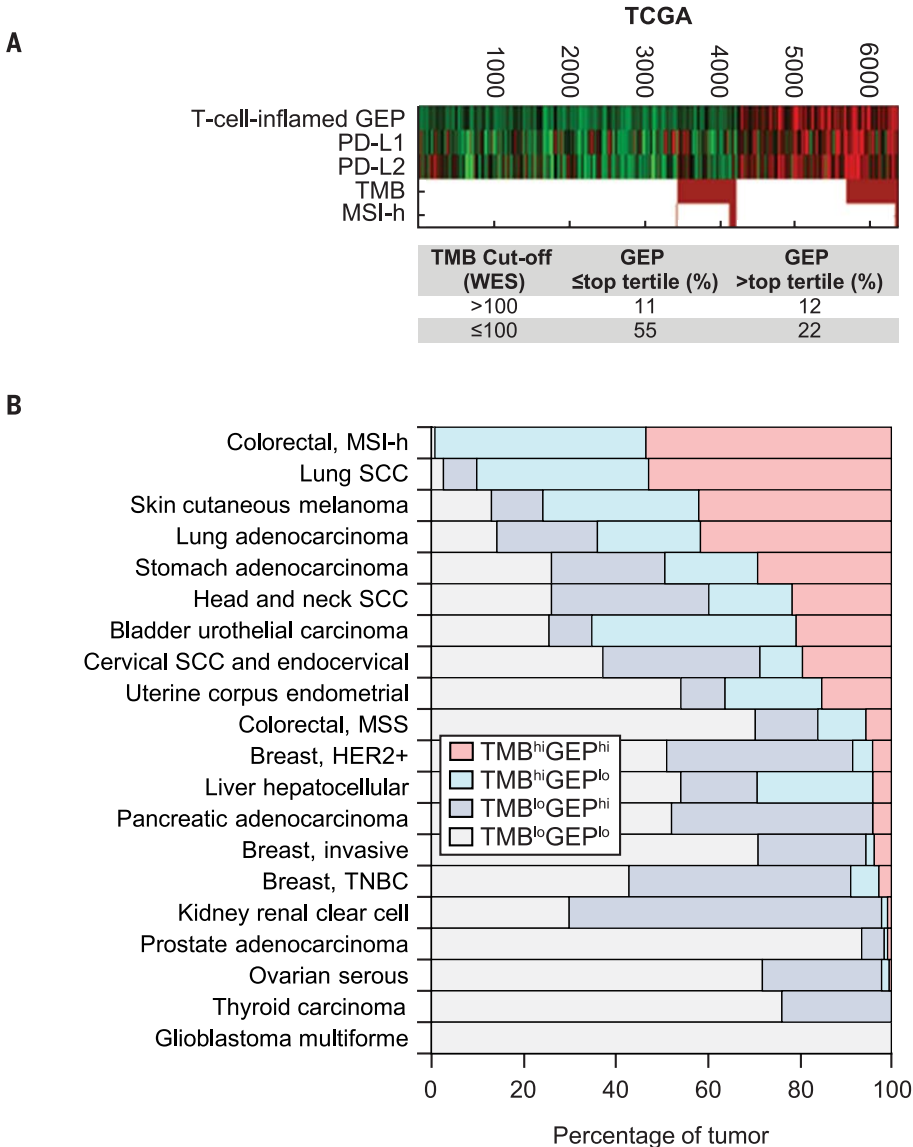 A
TCGA
1000 2000 3000 4000 5000 6000
T-cell-inflamed GEP
PD-L1
PD-L2
TMB
MSI-h
TMB Cut-off (WES) GEP ≤top tertile (%) GEP >top tertile (%)
>100 11 12
≤100 55 22
B
Colorectal, MSI-h
Lung SCC
Skin cutaneous melanoma
Lung adenocarcinoma
Stomach adenocarcinoma
Head and neck SCC
Bladder urothelial carcinoma
Cervical SCC and endocervical
Uterine corpus endometrial
Colorectal, MSS
Breast, HER2+
Liver hepatocellular
Pancreatic adenocarcinoma
Breast, invasive
Breast, TNBC
Kidney renal clear cell
Prostate adenocarcinoma
Ovarian serous
Thyroid carcinoma
Glioblastoma multiforme
TMBhiGEPhi
TMBhiGEPlo
TMBloGEPhi
TMBloGEPlo
0 20 40 60 80 100
Percentage of tumor